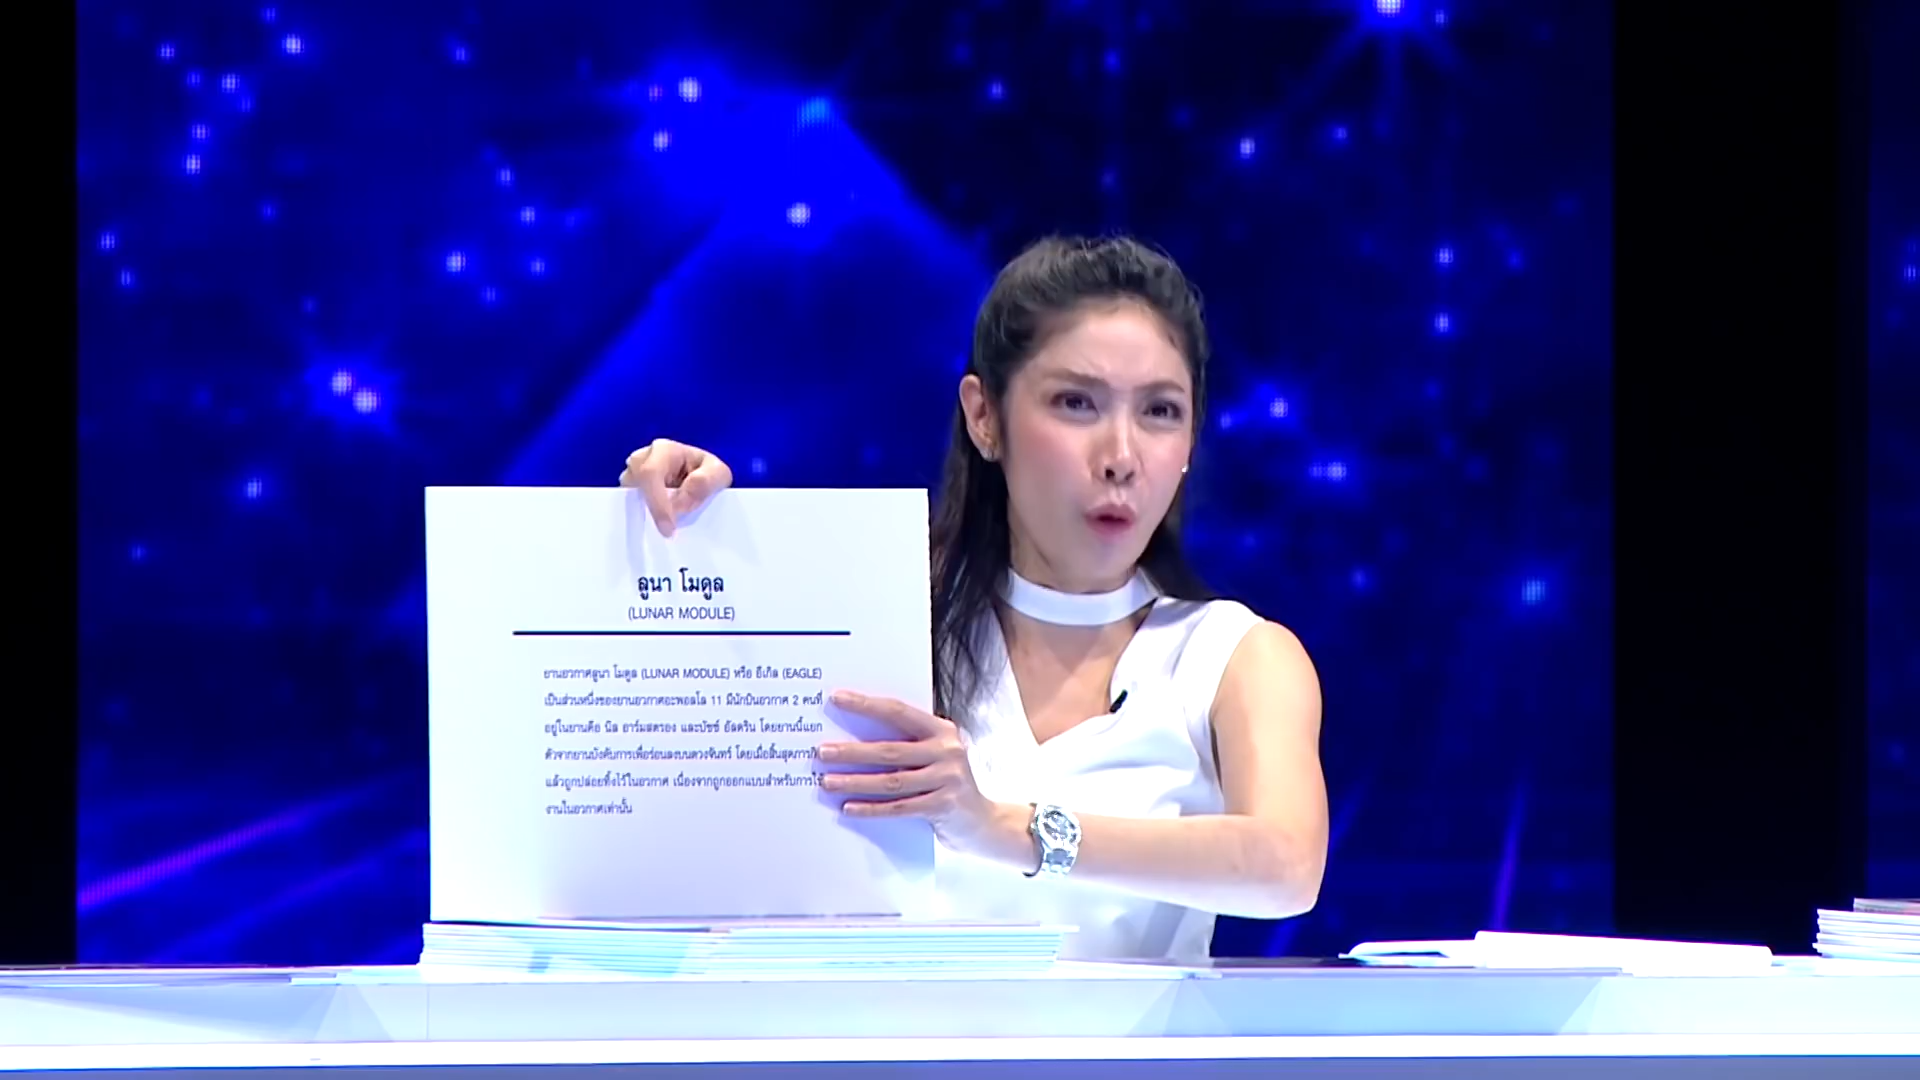 ลูนา โมดูล
(LUNAR MODULE)
ยานอวกาศลูนา โมดูล (LUNAR MODULE) หรือ อีเกิล (EAGLE)
เป็นส่วนหนึ่งของยานอวกาศอะพอลโล 11 มีนักบินอวกาศ 2 คนที่
อยู่ในยานคือ นีล อาร์มสตรอง และบัซซ์ อัลดริน โดยยานนี้แยก
ตัวจากยานบังคับการเพื่อร่อนลงบนดวงจันทร์ โดยเมื่อสิ้นสุด
แล้วถูกปล่อยทิ้งไว้ในอวกาศ เนื่องจากถูกออกแบบสำหรับการใช้
งานในอวกาศเท่านั้น